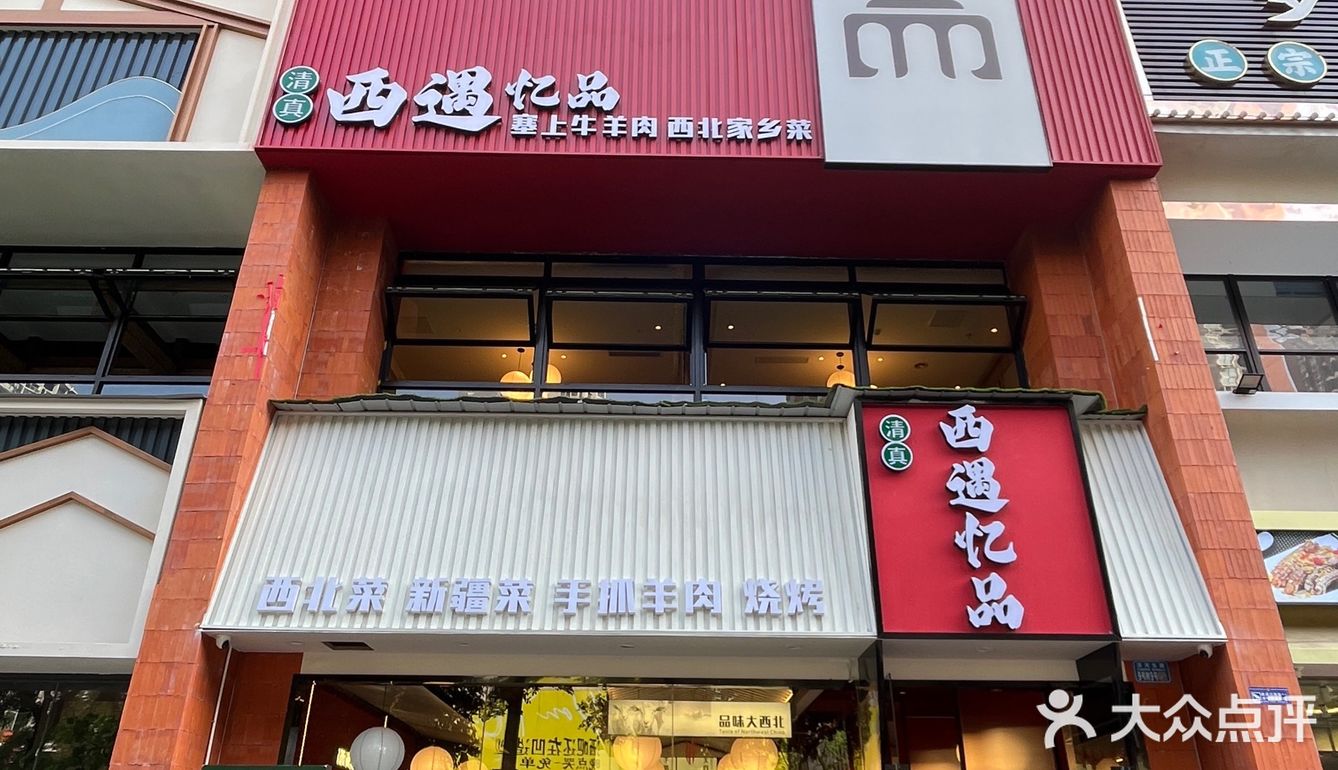 清真
西遇忆品
塞上牛羊肉 西北家乡菜
正宗
清真
西遇忆品
西北菜 新疆菜 手抓羊肉 烧烤
品味大西北
Taste of Northwest China
大众点评